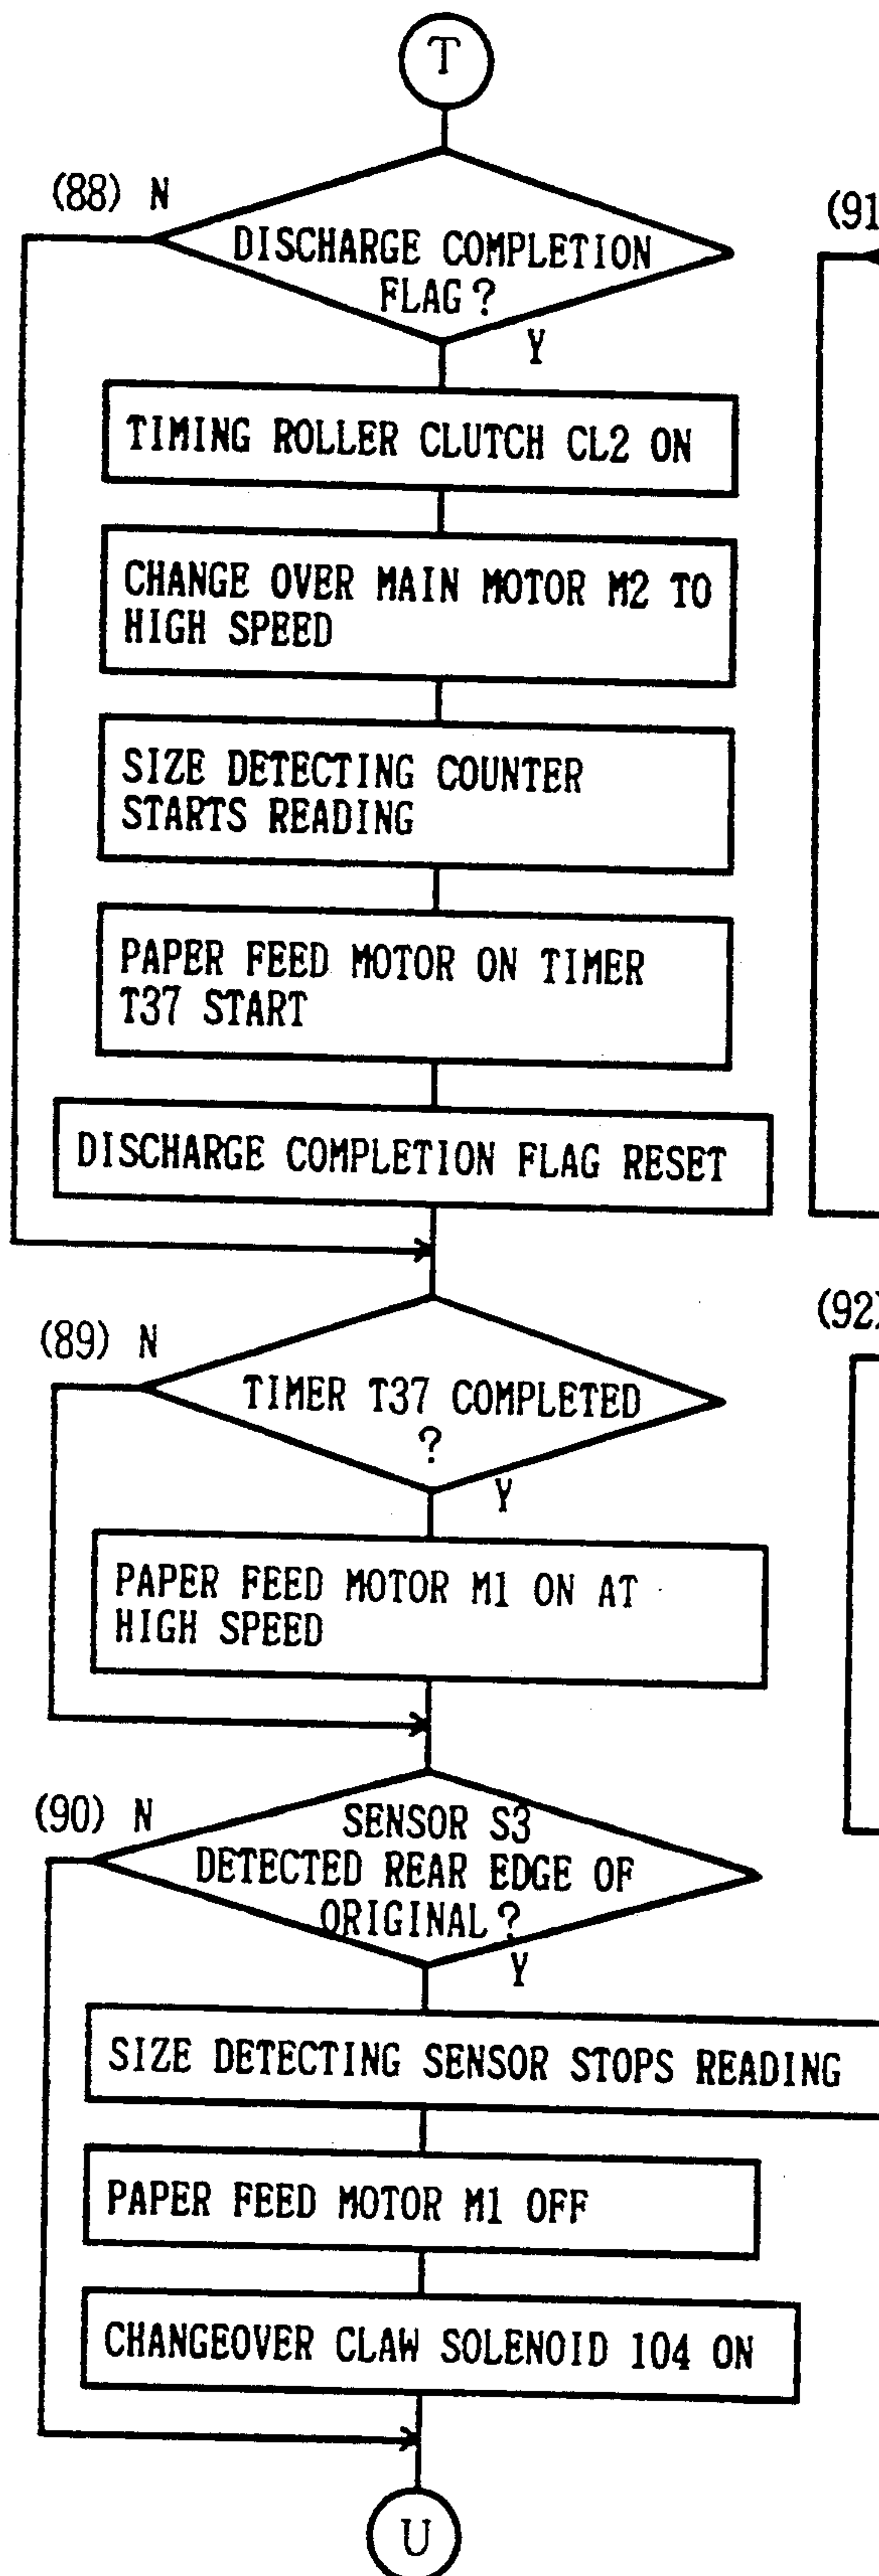 T
(88) N
DISCHARGE COMPLETION
FLAG?
Y
TIMING ROLLER CLUTCH CL2 ON
CHANGE OVER MAIN MOTOR M2 TO
HIGH SPEED
SIZE DETECTING COUNTER
STARTS READING
PAPER FEED MOTOR ON TIMER
T37 START
DISCHARGE COMPLETION FLAG RESET
(89) N
TIMER T37 COMPLETED
?
Y
PAPER FEED MOTOR M1 ON AT
HIGH SPEED
(90) N
SENSOR S3
DETECTED REAR EDGE OF
ORIGINAL?
Y
SIZE DETECTING SENSOR STOPS READING
PAPER FEED MOTOR M1 OFF
CHANGEOVER CLAW SOLENOID 104 ON
U
(91
(92)